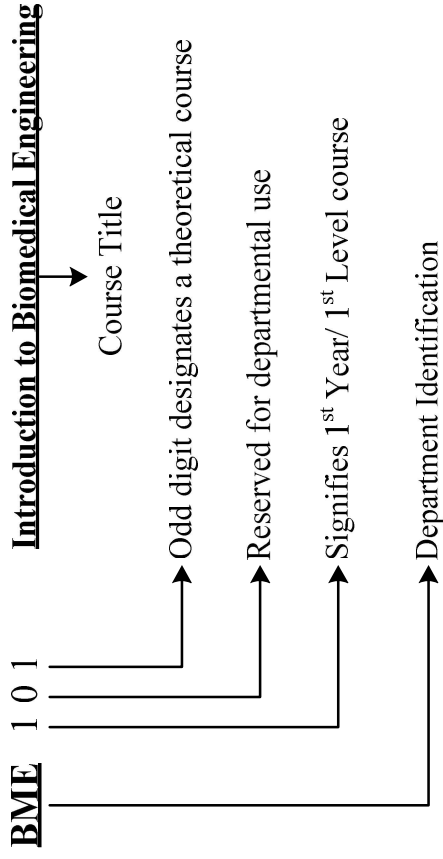 BME 1 0 1 Introduction to Biomedical Engineering
Course Title
Odd digit designates a theoretical course
Reserved for departmental use
Signifies 1st Year/ 1st Level course
Department Identification